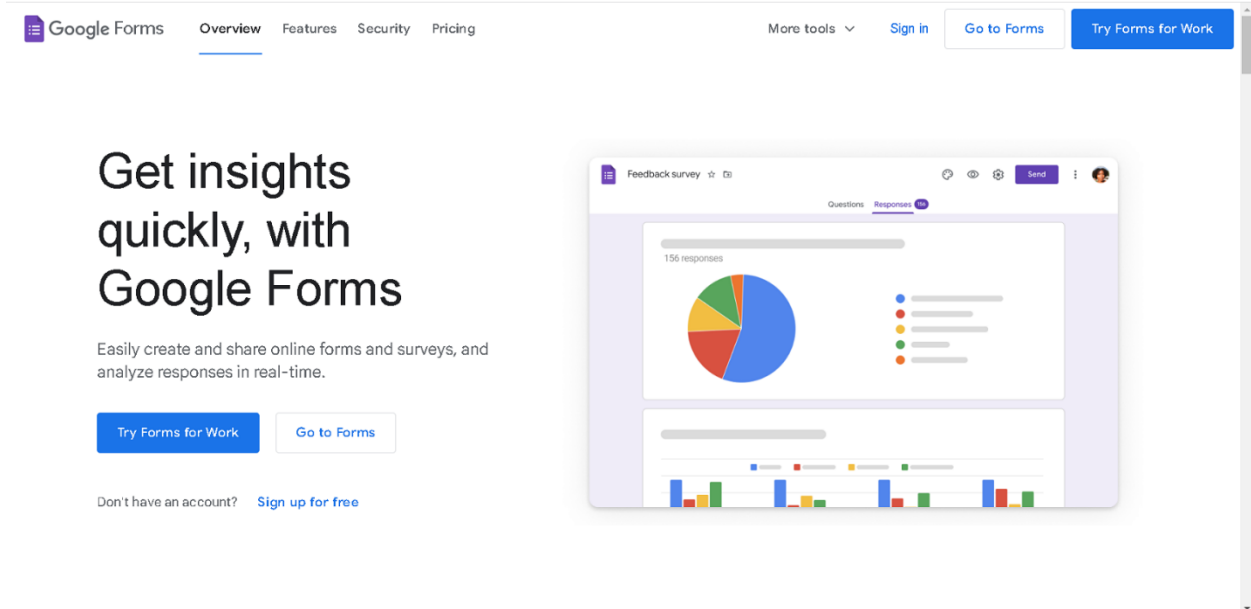 Google Forms
Overview
Features
Security
Pricing
More tools
Sign in
Go to Forms
Try Forms for Work
Get insights
quickly, with
Google Forms
Easily create and share online forms and surveys, and
analyze responses in real-time.
Try Forms for Work
Go to Forms
Don't have an account?
Sign up for free
Feedback survey
Send
Questions
Responses
156
156 responses